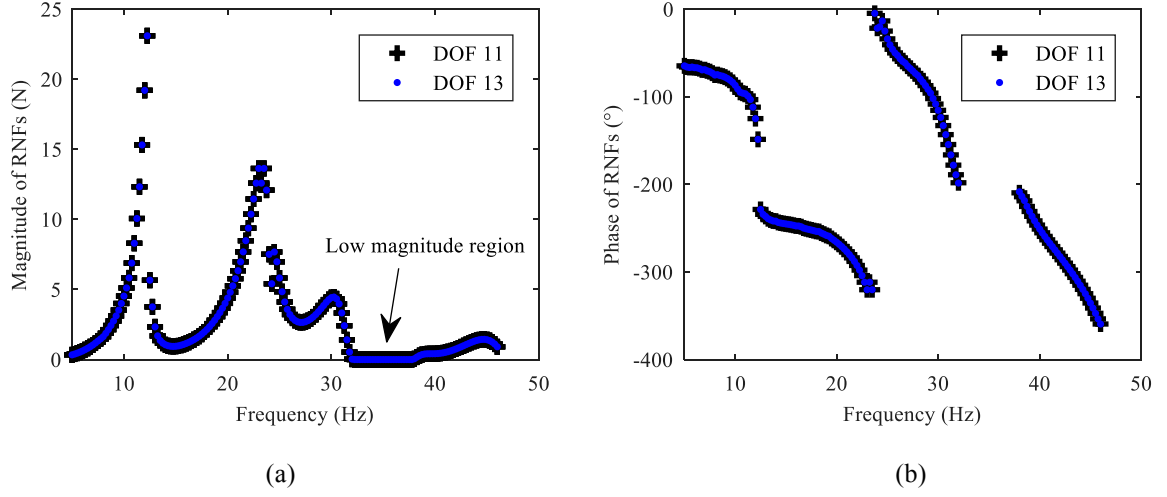 25
20
15
10
5
0
10
20
30
40
50
Magnitude of RNFs (N)
Frequency (Hz)
DOF 11
DOF 13
Low magnitude region
(a)
0
-100
-200
-300
-400
10
20
30
40
50
Phase of RNFs (°)
Frequency (Hz)
DOF 11
DOF 13
(b)